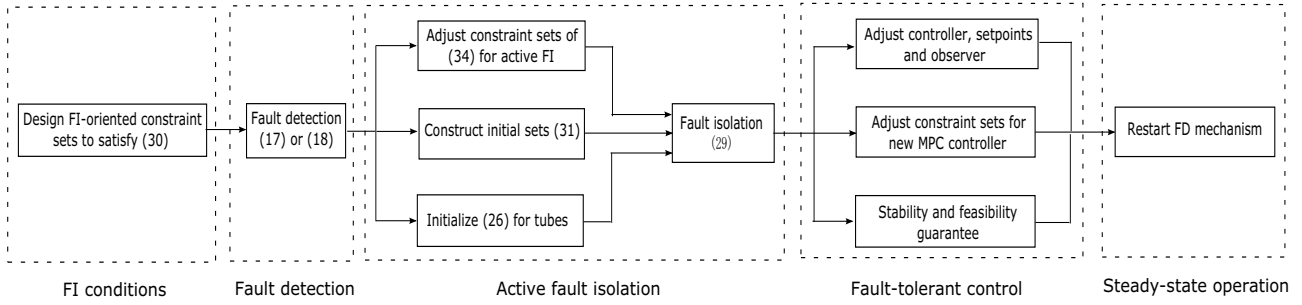 Design FI-oriented constraint
sets to satisfy (30)
Fault detection
(17) or (18)
Adjust constraint sets of
(34) for active FI
Construct initial sets (31)
Initialize (26) for tubes
Fault isolation
(29)
Adjust controller, setpoints
and observer
Adjust constraint sets for
new MPC controller
Stability and feasibility
guarantee
Restart FD mechanism
FI conditions
Fault detection
Active fault isolation
Fault-tolerant control
Steady-state operation